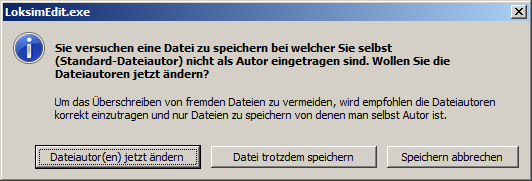 LoksimEdit.exe
Sie versuchen eine Datei zu speichern bei welcher Sie selbst
(Standard-Dateiautor) nicht als Autor eingetragen sind. Wollen Sie die
Dateiautoren jetzt ändern?
Um das Überschreiben von fremden Dateien zu vermeiden, wird empfohlen die Dateiautoren
korrekt einzutragen und nur Dateien zu speichern von denen man selbst Autor ist.
Dateiautor(en) jetzt ändern
Datei trotzdem speichern
Speichern abbrechen